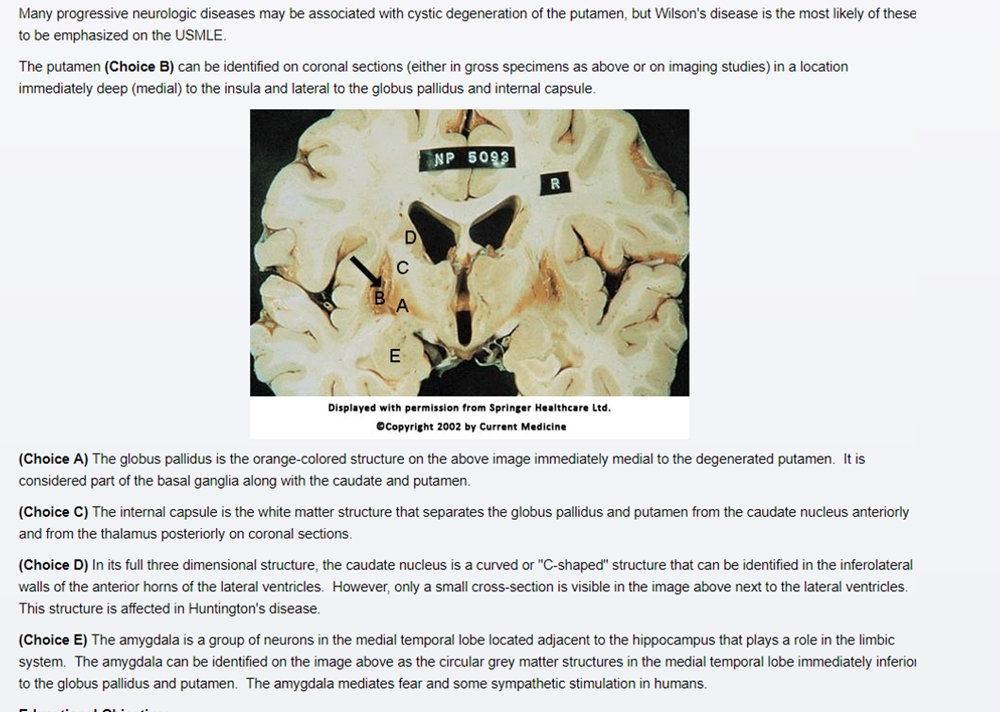 Many progressive neurologic diseases may be associated with cystic degeneration of the putamen, but Wilson's disease is the most likely of these
to be emphasized on the USMLE.
The putamen (Choice B) can be identified on coronal sections (either in gross specimens as above or on imaging studies) in a location
immediately deep (medial) to the insula and lateral to the globus pallidus and internal capsule.
NP 5093
R
D
C
B A
E
Displayed with permission from Springer Healthcare Ltd.
©Copyright 2002 by Current Medicine
(Choice A) The globus pallidus is the orange-colored structure on the above image immediately medial to the degenerated putamen. It is
considered part of the basal ganglia along with the caudate and putamen.
(Choice C) The internal capsule is the white matter structure that separates the globus pallidus and putamen from the caudate nucleus anteriorly
and from the thalamus posteriorly on coronal sections.
(Choice D) In its full three dimensional structure, the caudate nucleus is a curved or "C-shaped" structure that can be identified in the inferolateral
walls of the anterior horns of the lateral ventricles. However, only a small cross-section is visible in the image above next to the lateral ventricles.
This structure is affected in Huntington's disease.
(Choice E) The amygdala is a group of neurons in the medial temporal lobe located adjacent to the hippocampus that plays a role in the limbic
system. The amygdala can be identified on the image above as the circular grey matter structures in the medial temporal lobe immediately inferior
to the globus pallidus and putamen. The amygdala mediates fear and some sympathetic stimulation in humans.